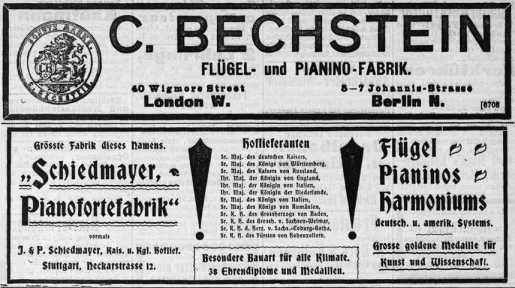 C. BECHSTEIN
FLÜGEL- und PIANINO-FABRIK.
40 Wigmore Street
London W.
5–7 Johannis-Strasse
Berlin N.
[6708
Grösste Fabrik dieses Namens.
„Schiedmayer,
Pianofortefabrik“
vormals
J. & P. Schiedmayer, Kais. u. Kgl. Hoflief.
Stuttgart, Neckarstrasse 12.
Hoflieferanten
Sr. Maj. des deutschen Kaisers,
Sr. Maj. des Königs von Württemberg,
Sr. Maj. des Kaisers von Russland,
Ihr. Maj. der Königin von England,
Ihr. Maj. der Königin von Italien,
Ihr. Maj. der Königin der Niederlande,
Sr. Maj. des Königs von Italien,
Sr. Maj. des Königs von Rumänien,
Sr. K. H. des Grossherzogs von Baden,
Sr. K. H. des Grossh. v. Sachsen-Weimar,
Sr. K. H. d. Herz. v. Sachs.-Coburg-Gotha,
Sr. K. H. des Fürsten von Hohenzollern.
Besondere Bauart für alle Klimate.
38 Ehrendiplome und Medaillen.
Flügel
Pianinos
Harmoniums
deutsch. u. amerik. Systems.
Grosse goldene Medaille für
Kunst und Wissenschaft.